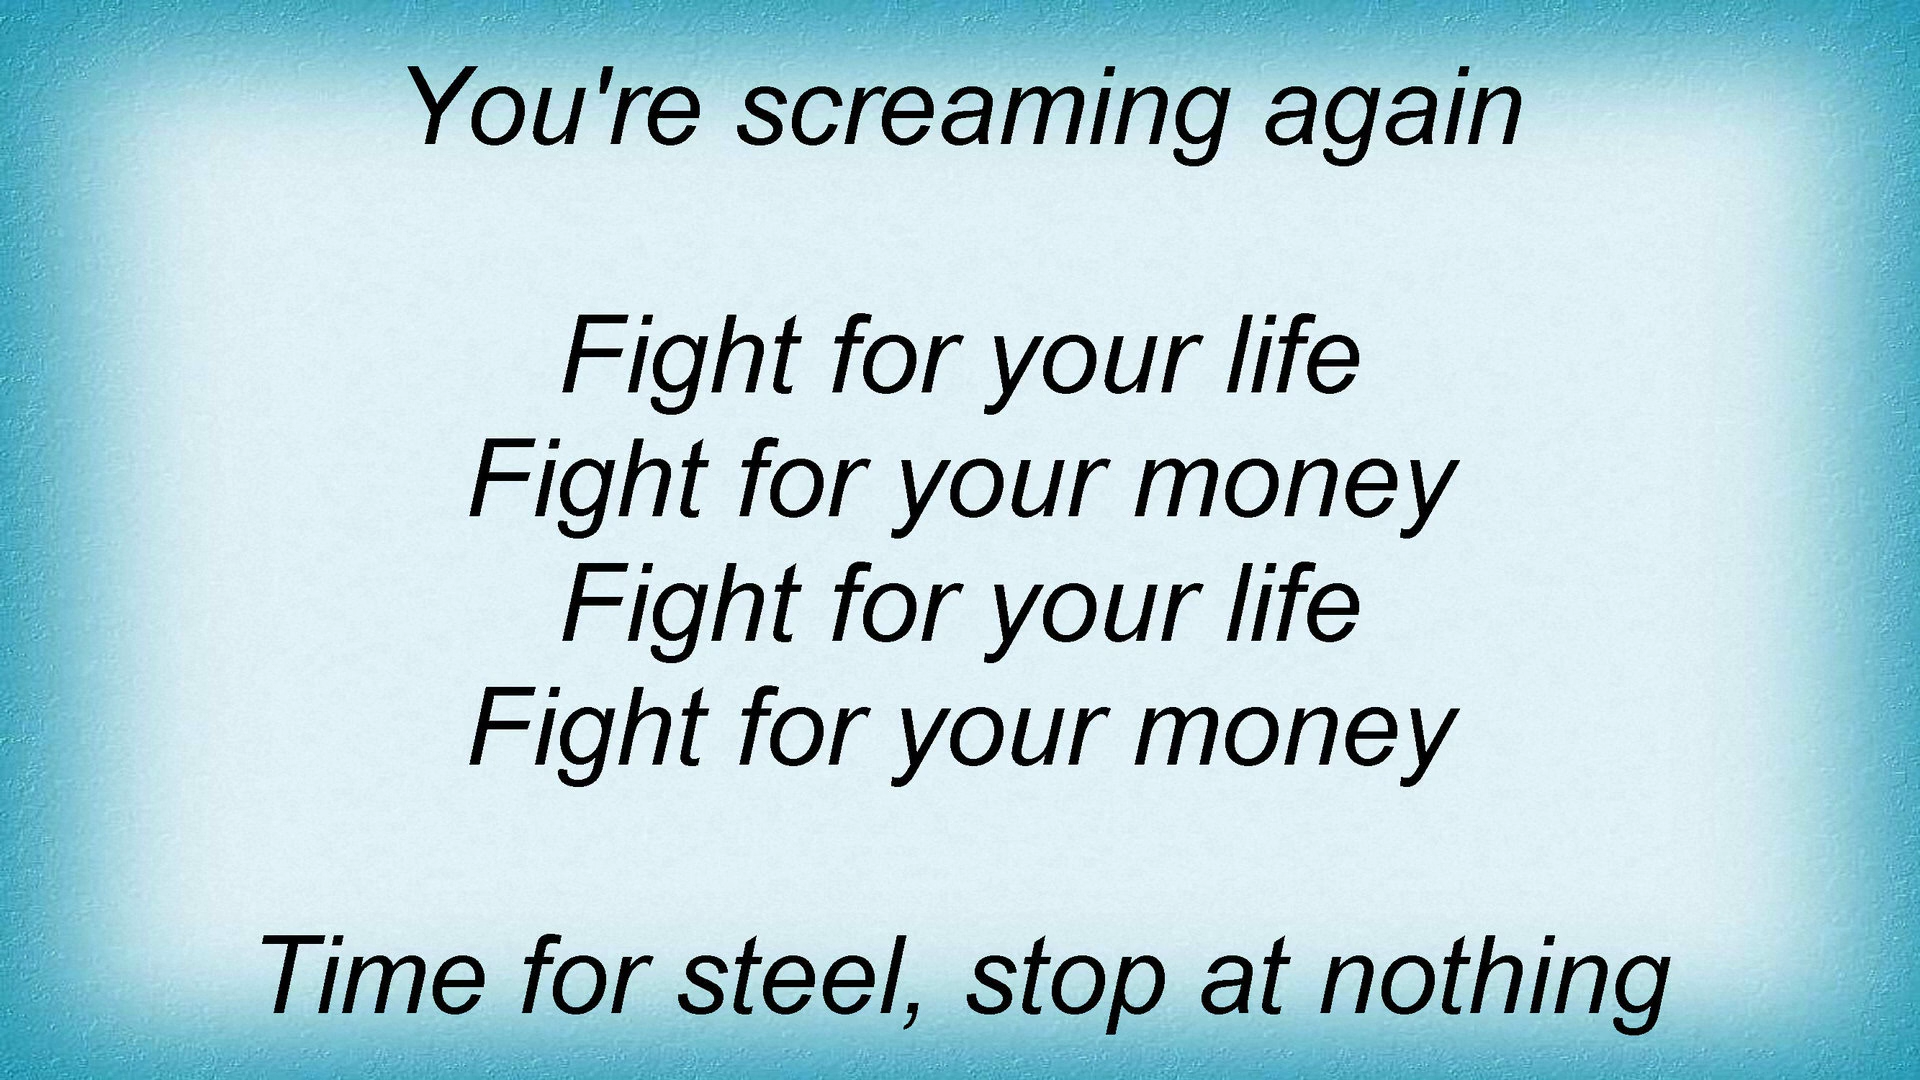 You're screaming again
Fight for your life
Fight for your money
Fight for your life
Fight for your money
Time for steel, stop at nothing